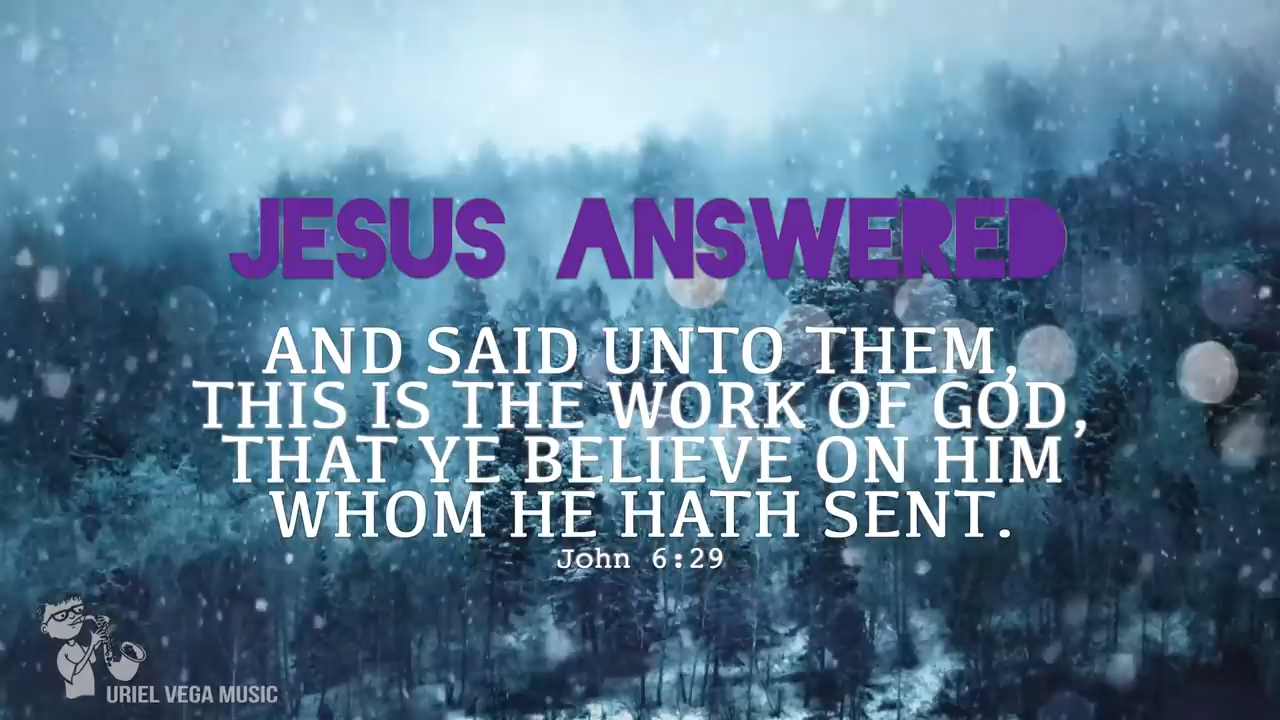 JESUS ANSWERED
AND SAID UNTO THEM,
THIS IS THE WORK OF GOD,
THAT YE BELIEVE ON HIM
WHOM HE HATH SENT.
John 6:29
URIEL VEGA MUSIC